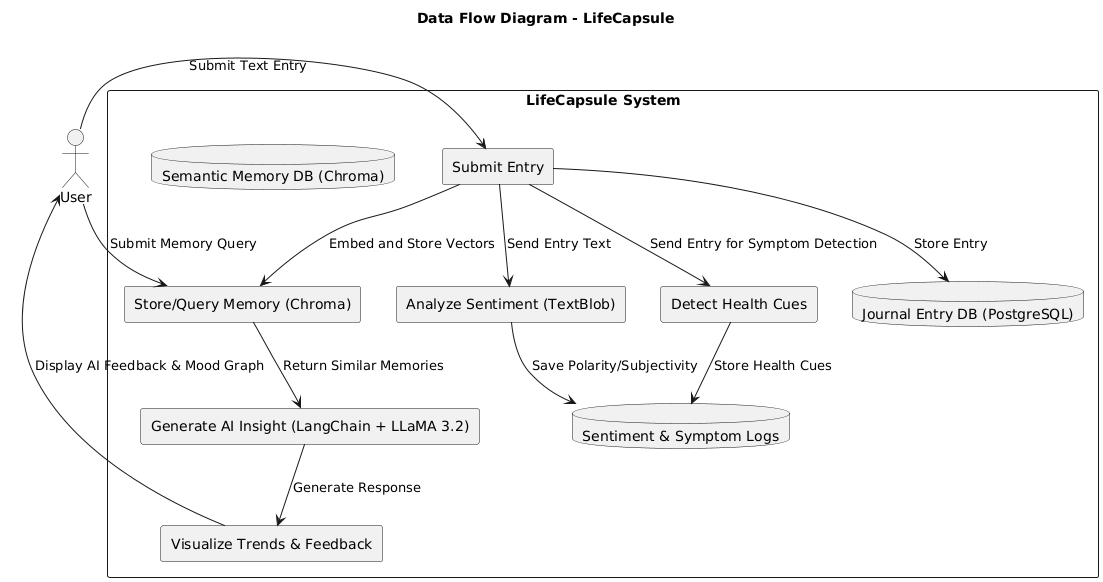 Data Flow Diagram - LifeCapsule
Submit Text Entry
LifeCapsule System
Semantic Memory DB (Chroma)
Submit Entry
User
Submit Memory Query
Embed and Store Vectors
Send Entry Text
Send Entry for Symptom Detection
Store Entry
Store/Query Memory (Chroma)
Analyze Sentiment (TextBlob)
Detect Health Cues
Journal Entry DB (PostgreSQL)
Display AI Feedback & Mood Graph
Return Similar Memories
Save Polarity/Subjectivity
Store Health Cues
Generate AI Insight (LangChain + LLaMA 3.2)
Sentiment & Symptom Logs
Generate Response
Visualize Trends & Feedback